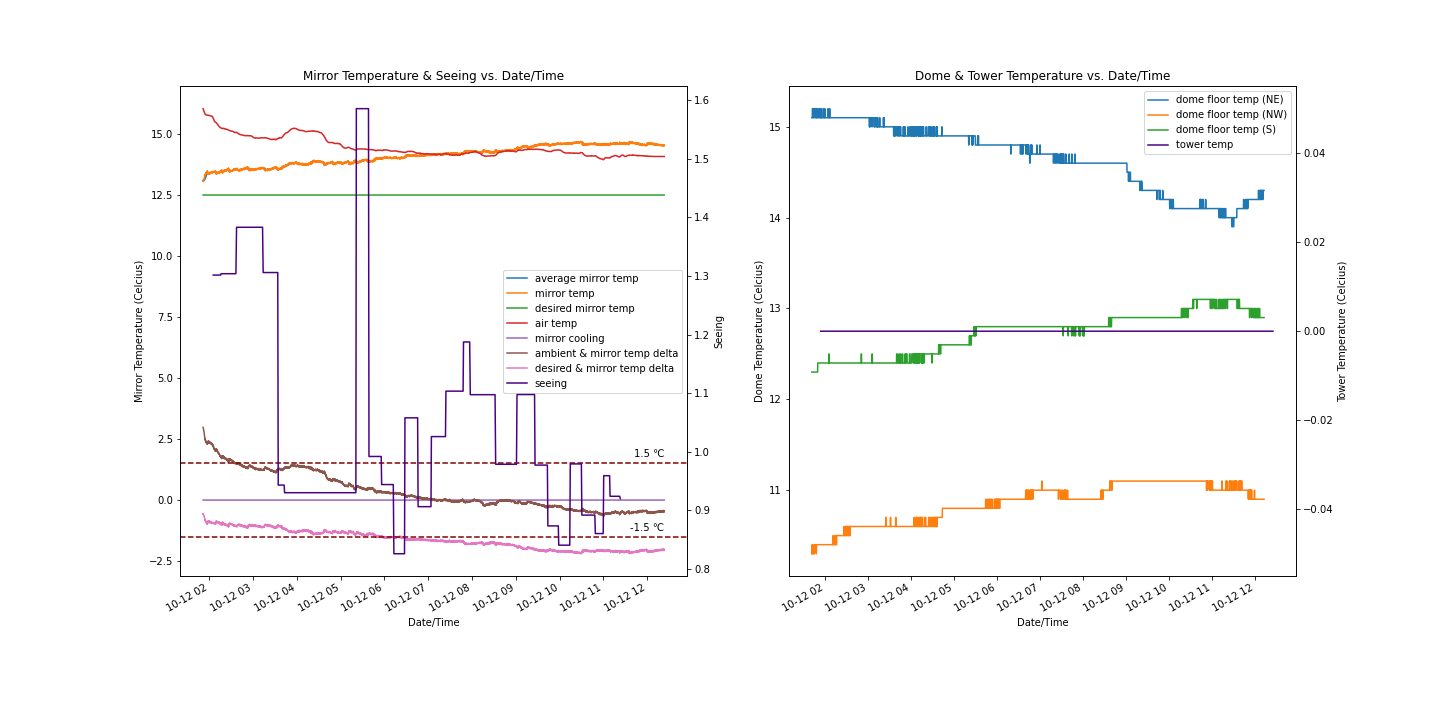 Mirror Temperature & Seeing vs. Date/Time
Mirror Temperature (Celcius)
15.0
12.5
10.0
7.5
5.0
2.5
0.0
−2.5
1.6
1.5
1.4
1.3
1.2
1.1
1.0
0.9
0.8
Seeing
average mirror temp
mirror temp
desired mirror temp
air temp
mirror cooling
ambient & mirror temp delta
desired & mirror temp delta
seeing
1.5 °C
-1.5 °C
10-12 02
10-12 03
10-12 04
10-12 05
10-12 06
10-12 07
10-12 08
10-12 09
10-12 10
10-12 11
10-12 12
Date/Time
Dome & Tower Temperature vs. Date/Time
Dome Temperature (Celcius)
15
14
13
12
11
dome floor temp (NE)
dome floor temp (NW)
dome floor temp (S)
tower temp
0.04
0.02
0.00
−0.02
−0.04
Tower Temperature (Celcius)
10-12 02
10-12 03
10-12 04
10-12 05
10-12 06
10-12 07
10-12 08
10-12 09
10-12 10
10-12 11
10-12 12
Date/Time